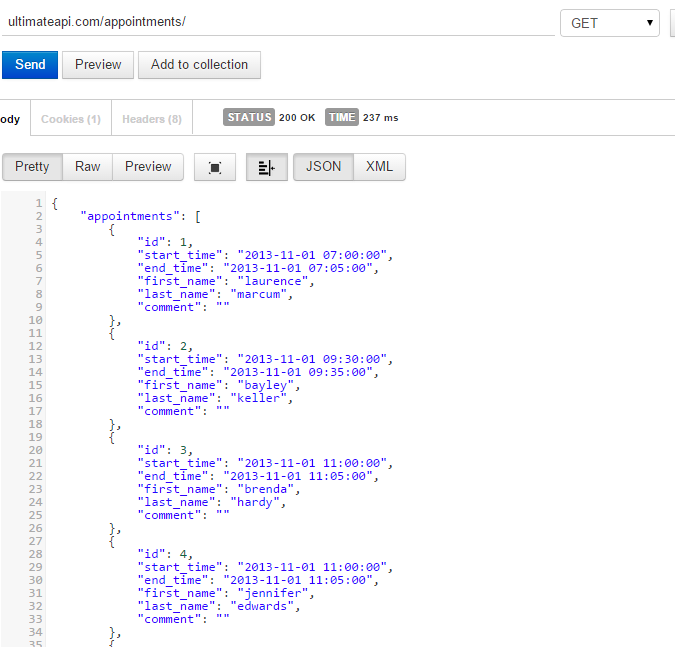 ultimateapi.com/appointments/ GET
Send Preview Add to collection
ody Cookies (1) Headers (8) STATUS 200 OK TIME 237 ms
Pretty Raw Preview JSON XML
1 {
2 "appointments": [
3 {
4 "id": 1,
5 "start_time": "2013-11-01 07:00:00",
6 "end_time": "2013-11-01 07:05:00",
7 "first_name": "laurence",
8 "last_name": "marcum",
9 "comment": ""
10 },
11 {
12 "id": 2,
13 "start_time": "2013-11-01 09:30:00",
14 "end_time": "2013-11-01 09:35:00",
15 "first_name": "bayley",
16 "last_name": "keller",
17 "comment": ""
18 },
19 {
20 "id": 3,
21 "start_time": "2013-11-01 11:00:00",
22 "end_time": "2013-11-01 11:05:00",
23 "first_name": "brenda",
24 "last_name": "hardy",
25 "comment": ""
26 },
27 {
28 "id": 4,
29 "start_time": "2013-11-01 11:00:00",
30 "end_time": "2013-11-01 11:05:00",
31 "first_name": "jennifer",
32 "last_name": "edwards",
33 "comment": ""
34 },
35 {